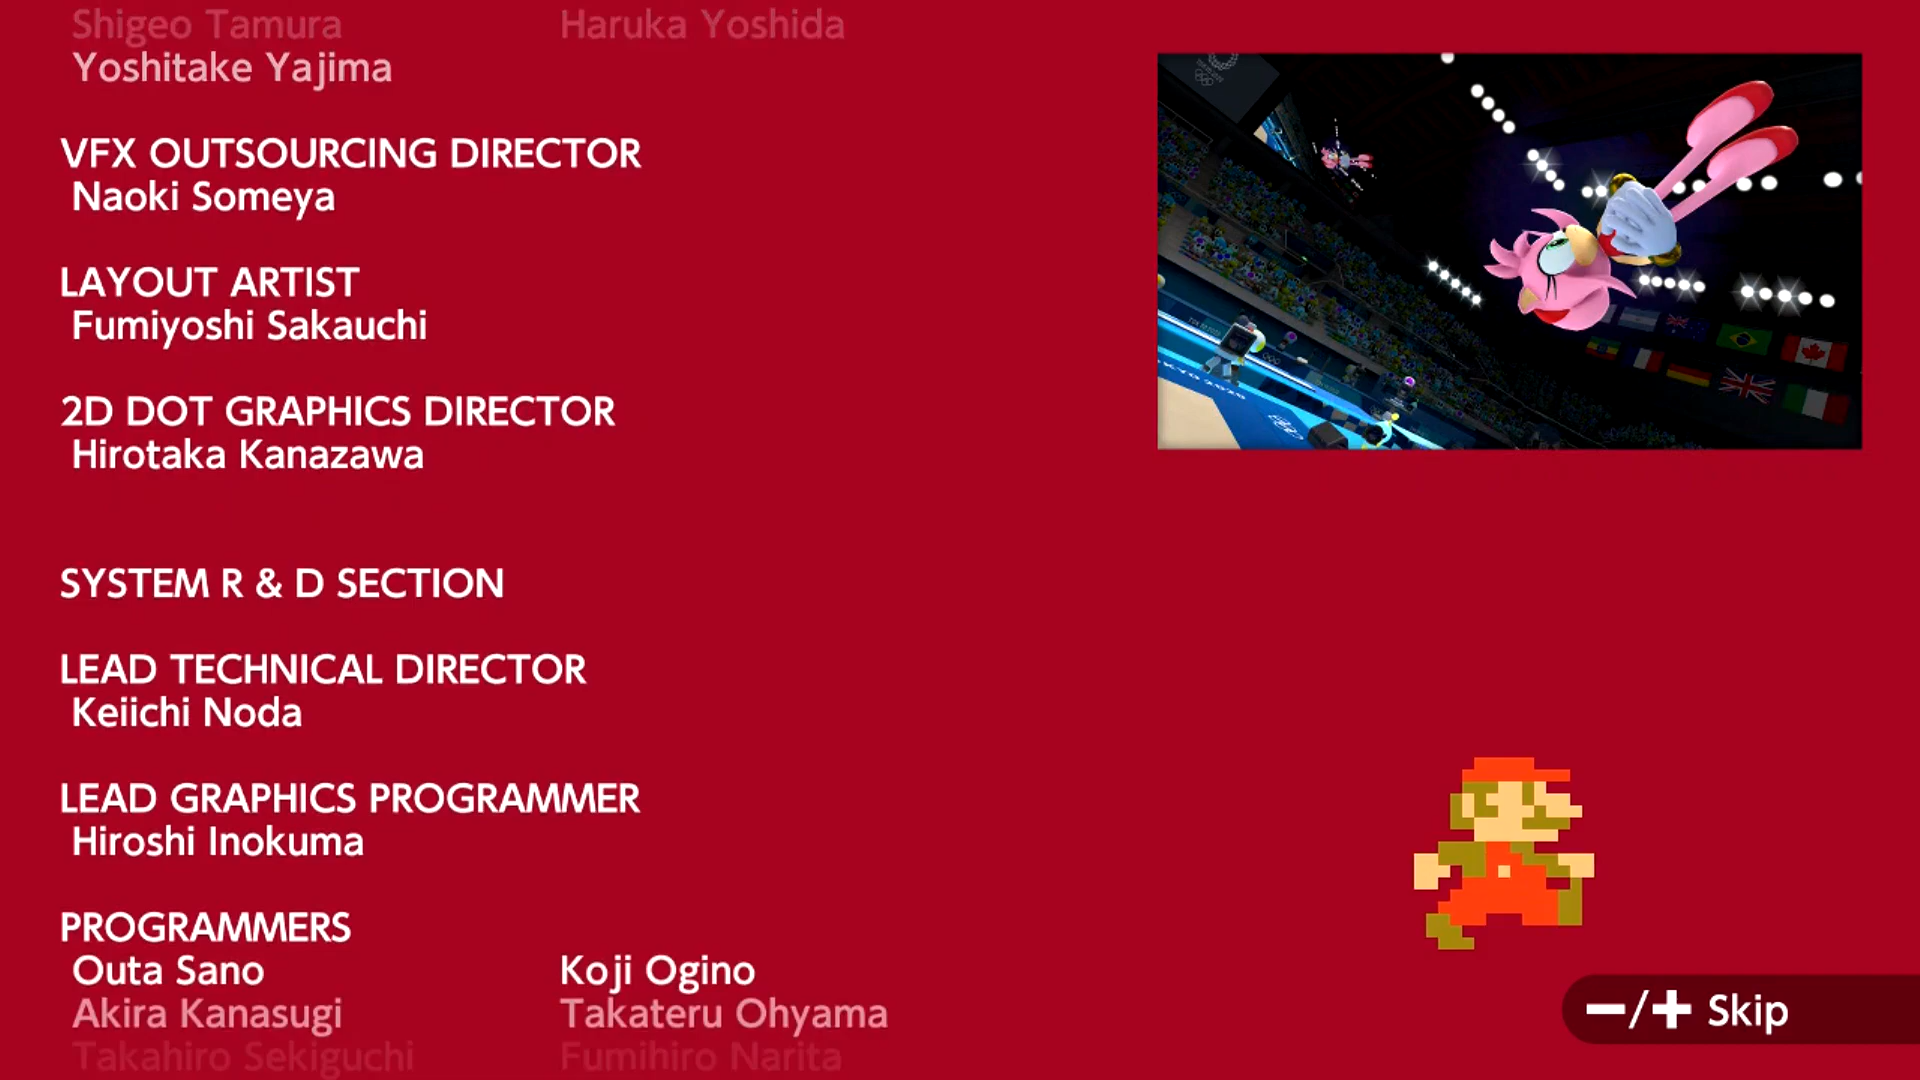 Shigeo Tamura Haruka Yoshida
Yoshitake Yajima
VFX OUTSOURCING DIRECTOR
Naoki Someya
LAYOUT ARTIST
Fumiyoshi Sakauchi
2D DOT GRAPHICS DIRECTOR
Hirotaka Kanazawa
SYSTEM R & D SECTION
LEAD TECHNICAL DIRECTOR
Keiichi Noda
LEAD GRAPHICS PROGRAMMER
Hiroshi Inokuma
PROGRAMMERS
Outa Sano Koji Ogino
Akira Kanasugi Takateru Ohyama
Takahiro Sekiguchi Fumihiro Narita
−/+ Skip